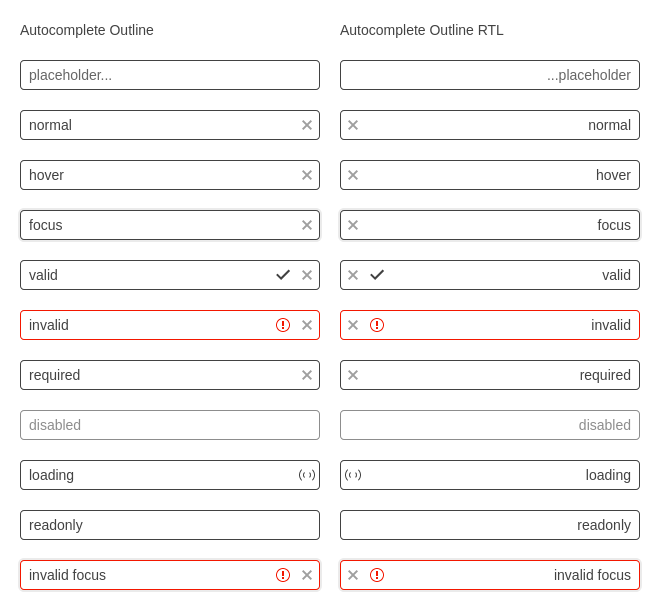 Autocomplete Outline
placeholder...
normal
hover
focus
valid
invalid
required
disabled
loading
readonly
invalid focus
Autocomplete Outline RTL
...placeholder
normal
hover
focus
valid
invalid
required
disabled
loading
readonly
invalid focus